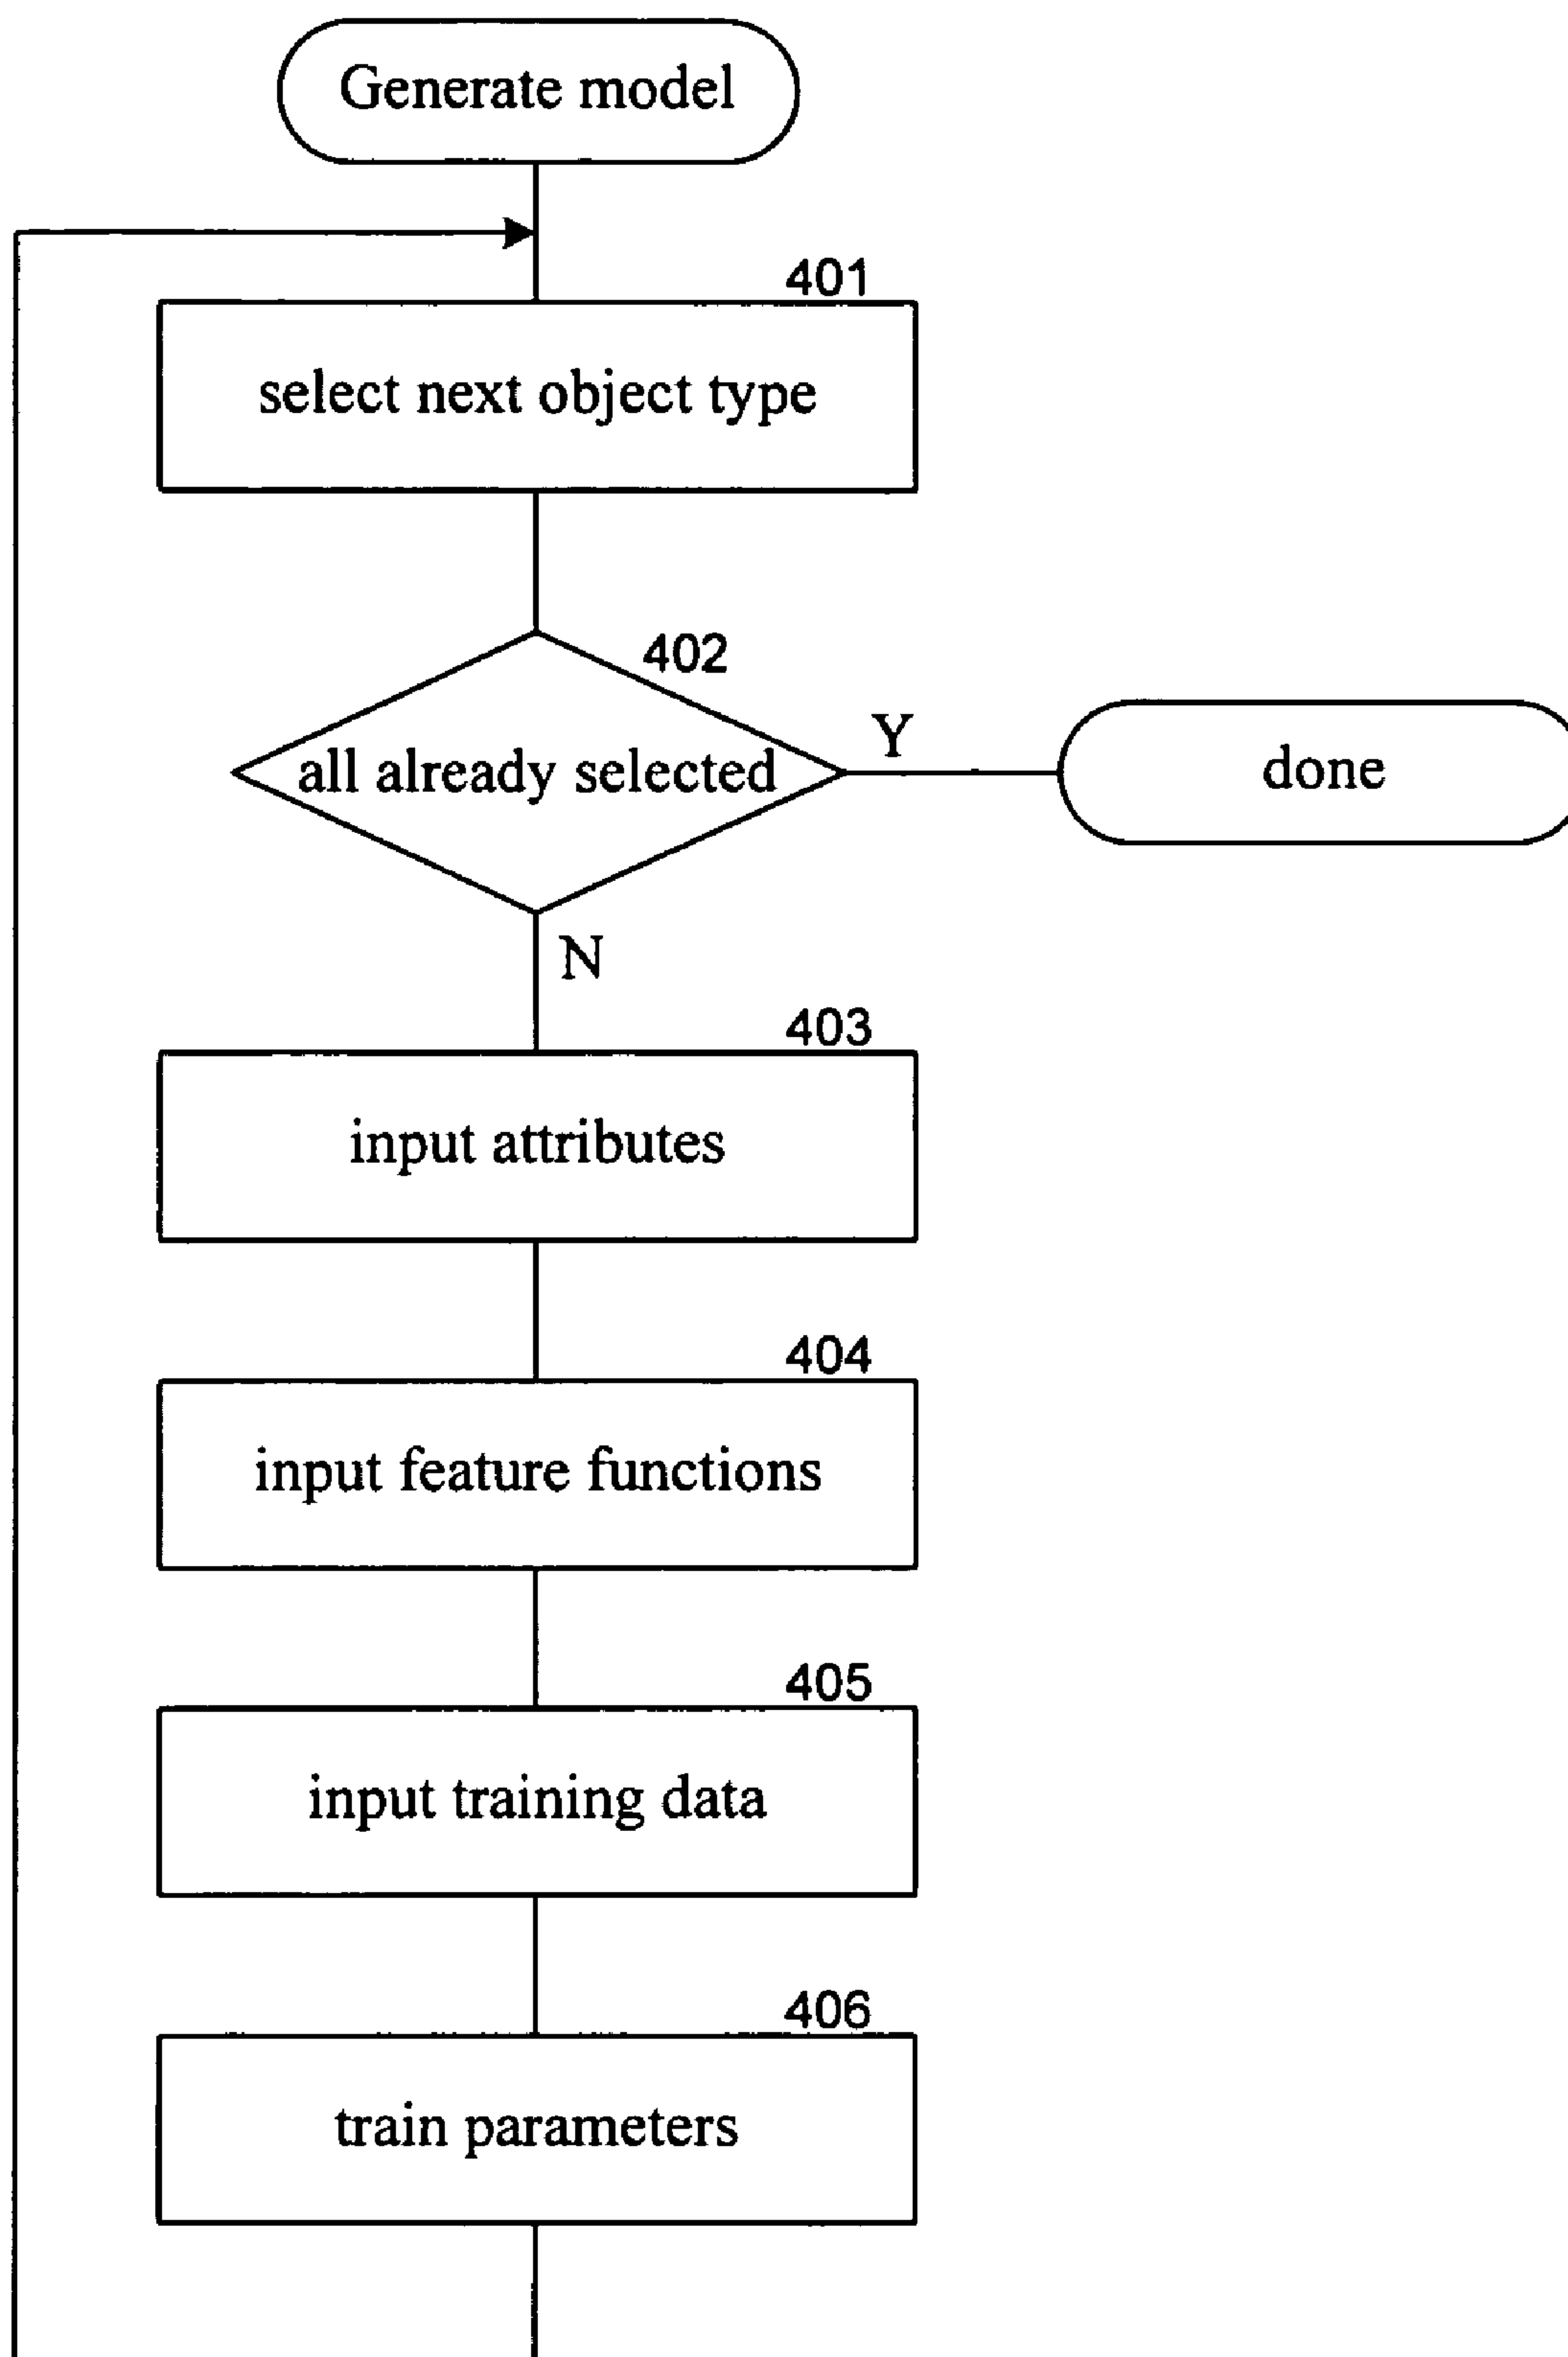 Generate model
401
select next object type
402
all already selected
Y
done
N
403
input attributes
404
input feature functions
405
input training data
406
train parameters